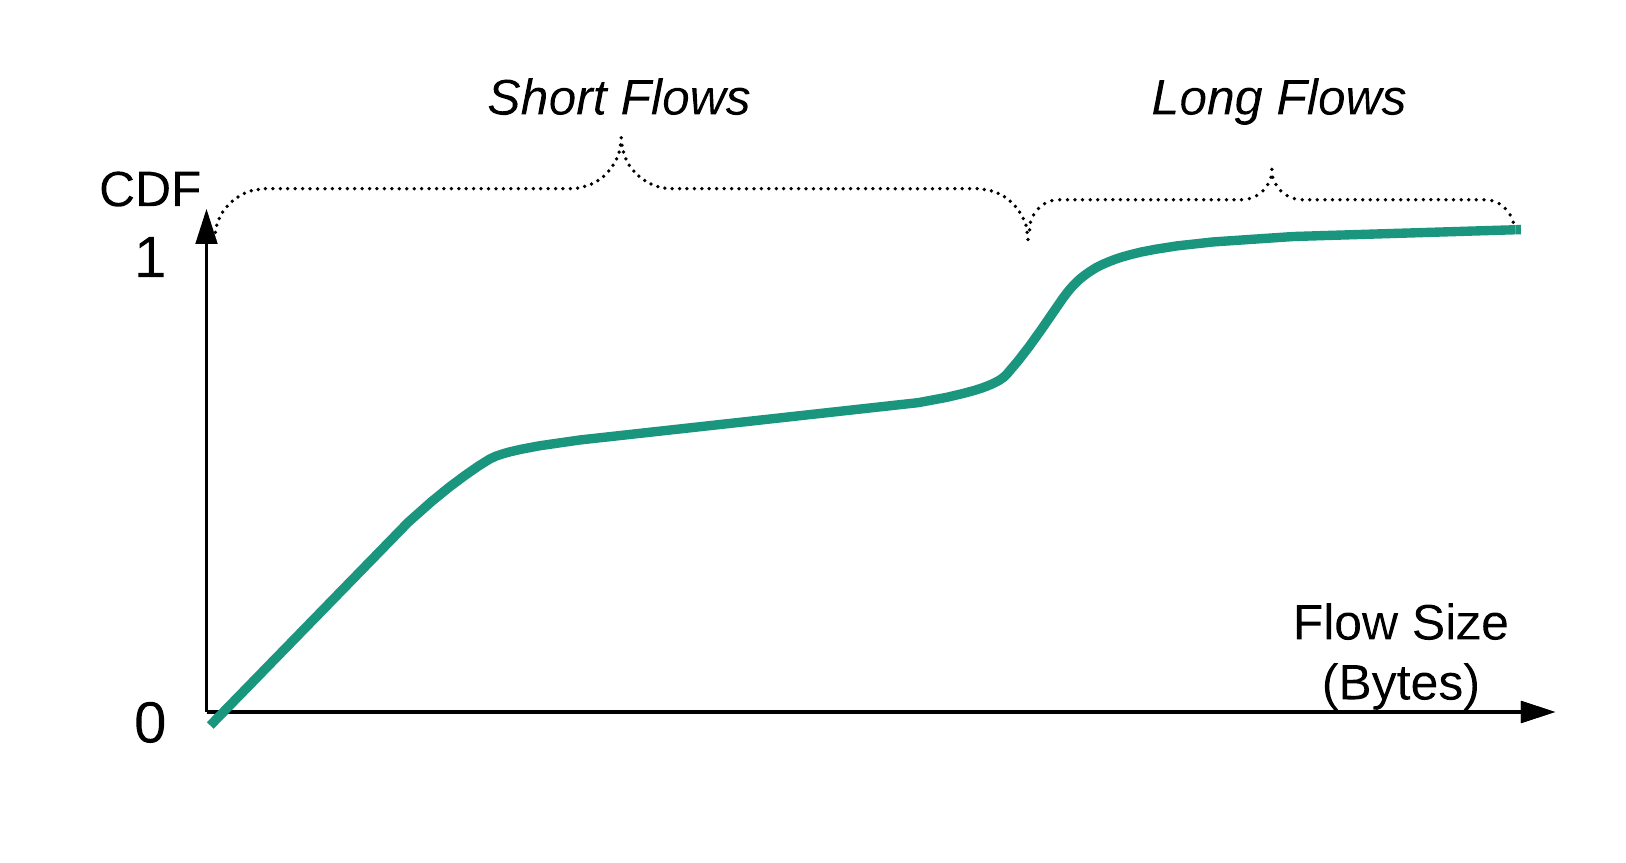 Short Flows
Long Flows
CDF
1
0
Flow Size
(Bytes)